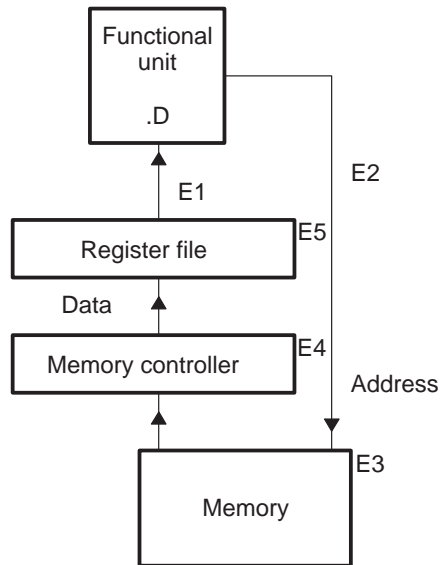 Functional
unit
.D
E2
E1
Register file
E5
Data
Memory controller
E4
Address
Memory
E3